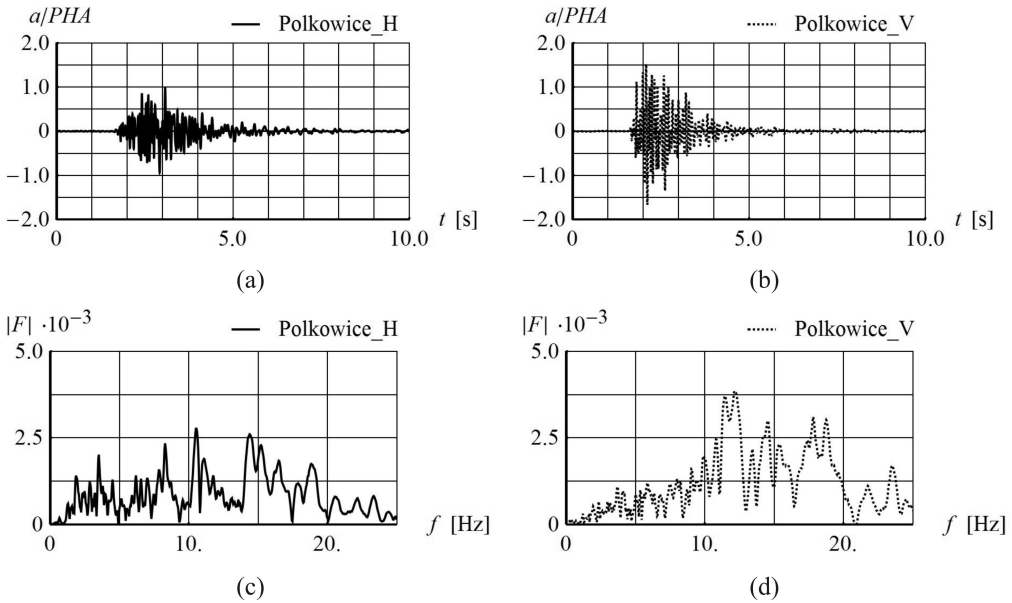 a/PHA
Polkowice_H
2.0
1.0
0
−1.0
−2.0
0
5.0
10.0
t [s]
(a)
a/PHA
Polkowice_V
2.0
1.0
0
−1.0
−2.0
0
5.0
10.0
t [s]
(b)
|F| ·10⁻³
Polkowice_H
5.0
2.5
0
0
10.
20.
f [Hz]
(c)
|F| ·10⁻³
Polkowice_V
5.0
2.5
0
0
10.
20.
f [Hz]
(d)